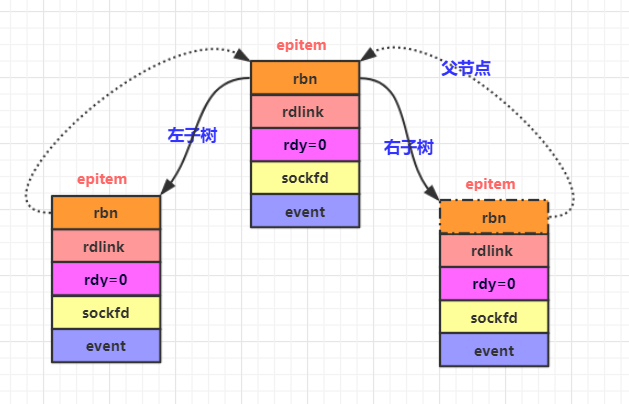 epitem
rbn
rdlink
rdy=0
sockfd
event
父节点
左子树
右子树
epitem
rbn
rdlink
rdy=0
sockfd
event
epitem
rbn
rdlink
rdy=0
sockfd
event